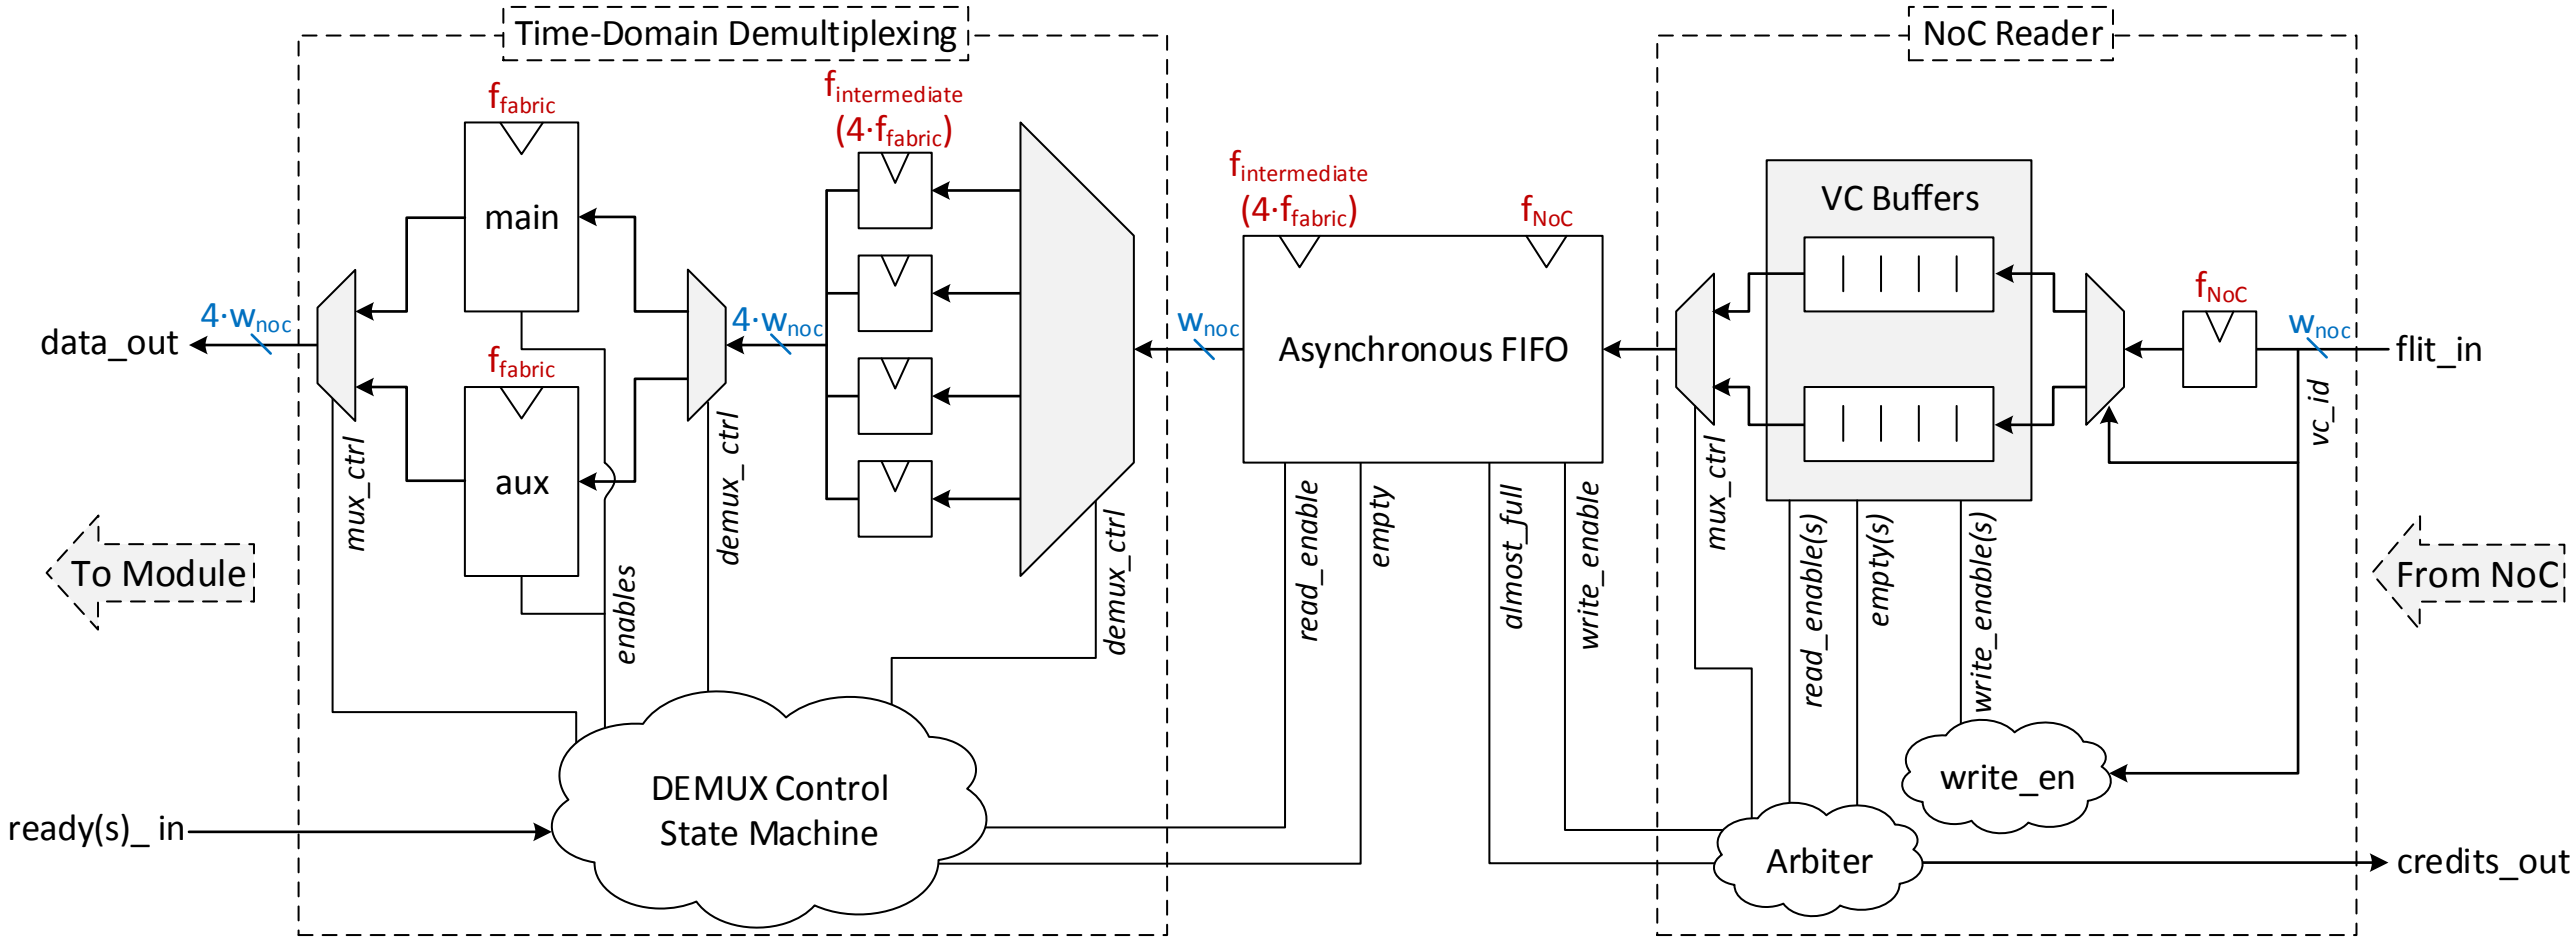 Time-Domain Demultiplexing
NoC Reader
f_fabric
f_intermediate
(4·f_fabric)
main
f_intermediate
(4·f_fabric)
f_NoC
VC Buffers
f_NoC
4·w_noc
4·w_noc
w_noc
w_noc
data_out
f_fabric
Asynchronous FIFO
flit_in
vc_id
aux
mux_ctrl
demux_ctrl
enables
demux_ctrl
read_enable
empty
almost_full
write_enable
mux_ctrl
read_enable(s)
empty(s)
write_enable(s)
To Module
From NoC
DEMUX Control
State Machine
write_en
ready(s)_ in
Arbiter
credits_out